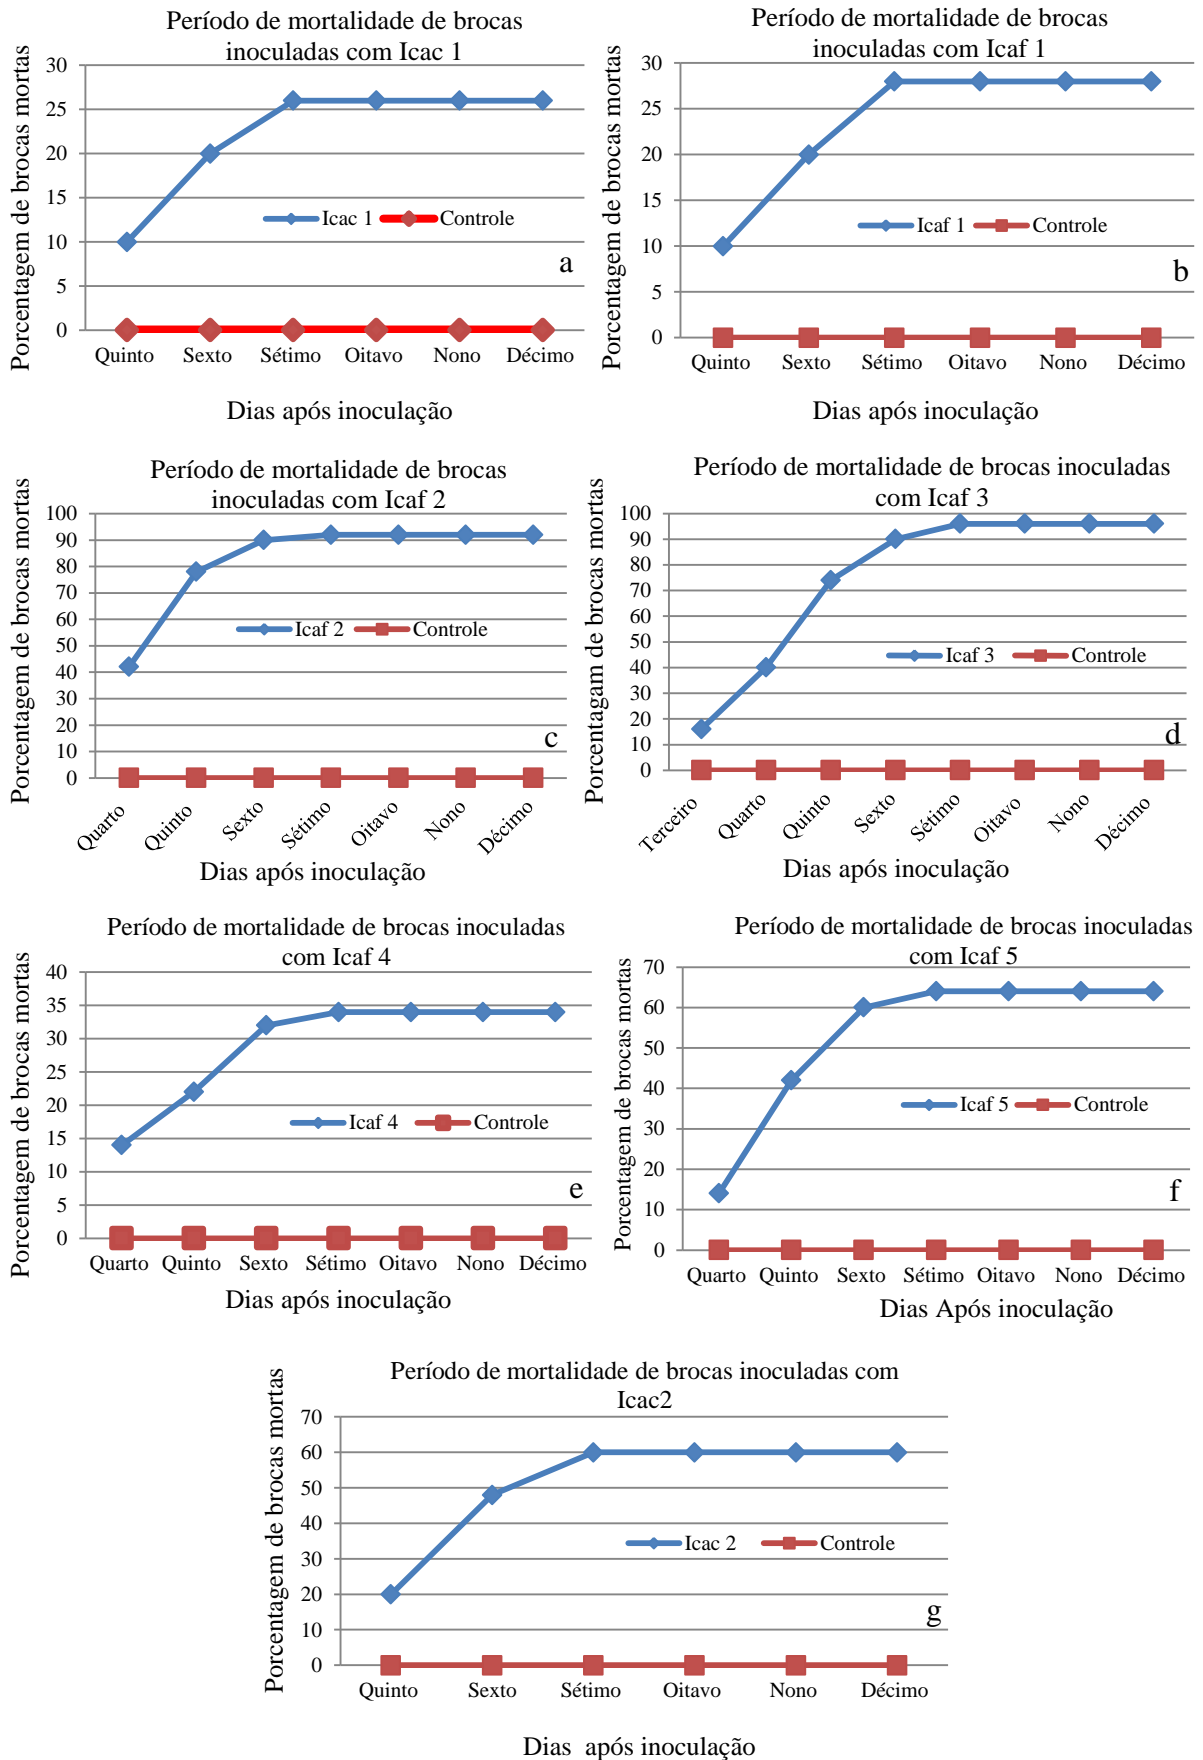 Período de mortalidade de brocas
inoculadas com Icac 1
Porcentagem de brocas mortas
30
25
20
15
10
5
0
Icac 1
Controle
a
Quinto Sexto Sétimo Oitavo Nono Décimo
Dias após inoculação
Período de mortalidade de brocas
inoculadas com Icaf 1
Porcentagem de brocas mortas
30
25
20
15
10
5
0
Icaf 1
Controle
b
Quinto Sexto Sétimo Oitavo Nono Décimo
Dias após inoculação
Período de mortalidade de brocas
inoculadas com Icaf 2
Porcentagem de brocas mortas
100
90
80
70
60
50
40
30
20
10
0
Icaf 2
Controle
c
Quarto Quinto Sexto Sétimo Oitavo Nono Décimo
Dias após inoculação
Período de mortalidade de brocas inoculadas
com Icaf 3
Porcentagam de brocas mortas
100
90
80
70
60
50
40
30
20
10
0
Icaf 3
Controle
d
Terceiro Quarto Quinto Sexto Sétimo Oitavo Nono Décimo
Dias após inoculação
Período de mortalidade de brocas inoculadas
com Icaf 4
Porcentagem de brocas mortas
40
35
30
25
20
15
10
5
0
Icaf 4
Controle
e
Quarto Quinto Sexto Sétimo Oitavo Nono Décimo
Dias após inoculação
Período de mortalidade de brocas inoculadas
com Icaf 5
Porcentagem de brocas mortas
70
60
50
40
30
20
10
0
Icaf 5
Controle
f
Quarto Quinto Sexto Sétimo Oitavo Nono Décimo
Dias Após inoculação
Período de mortalidade de brocas inoculadas com
Icac2
Porcentagem de brocas mortas
70
60
50
40
30
20
10
0
Icac 2
Controle
g
Quinto Sexto Sétimo Oitavo Nono Décimo
Dias após inoculação